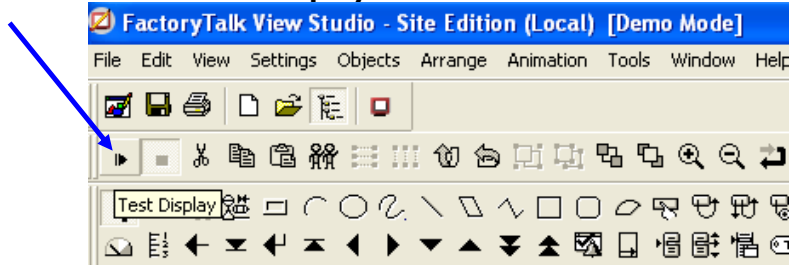 FactoryTalk View Studio - Site Edition (Local) [Demo Mode]
File Edit View Settings Objects Arrange Animation Tools Window Help
Test Display